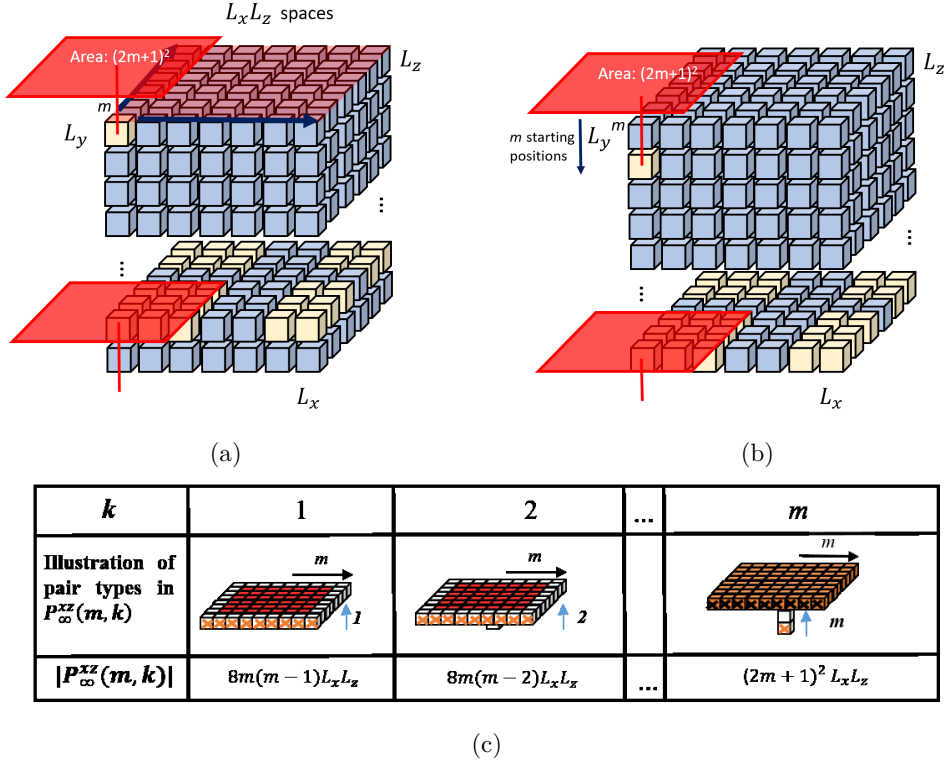 L_x L_z spaces
Area: (2m+1)²
L_z
m
L_y
...
...
L_x
(a)
Area: (2m+1)²
L_z
m
L_y
m starting
positions
...
...
L_x
(b)
k 1 2 ... m
Illustration of
pair types in
P_∞^{xz}(m, k)
m
1
m
2
m
m
|P_∞^{xz}(m, k)| 8m(m − 1)L_x L_z 8m(m − 2)L_x L_z ... (2m + 1)² L_x L_z
(c)